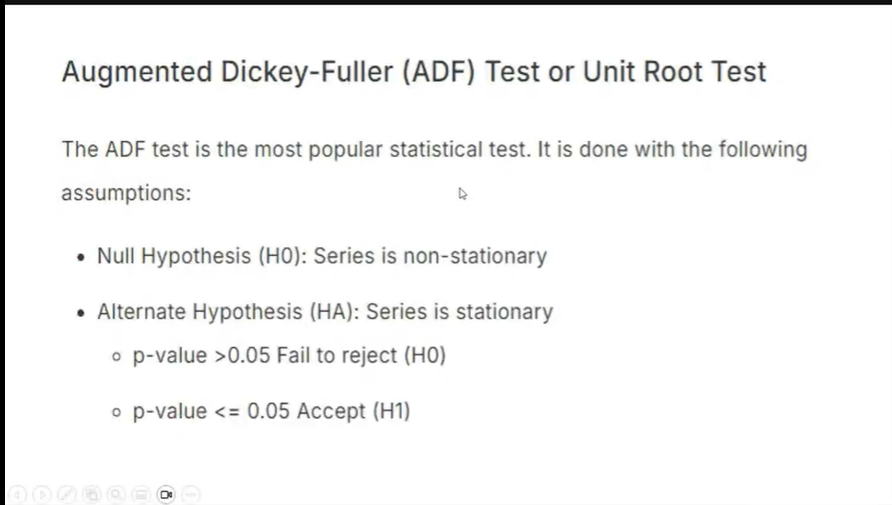 Augmented Dickey-Fuller (ADF) Test or Unit Root Test
The ADF test is the most popular statistical test. It is done with the following
assumptions:
• Null Hypothesis (H0): Series is non-stationary
• Alternate Hypothesis (HA): Series is stationary
○ p-value >0.05 Fail to reject (H0)
○ p-value <= 0.05 Accept (H1)